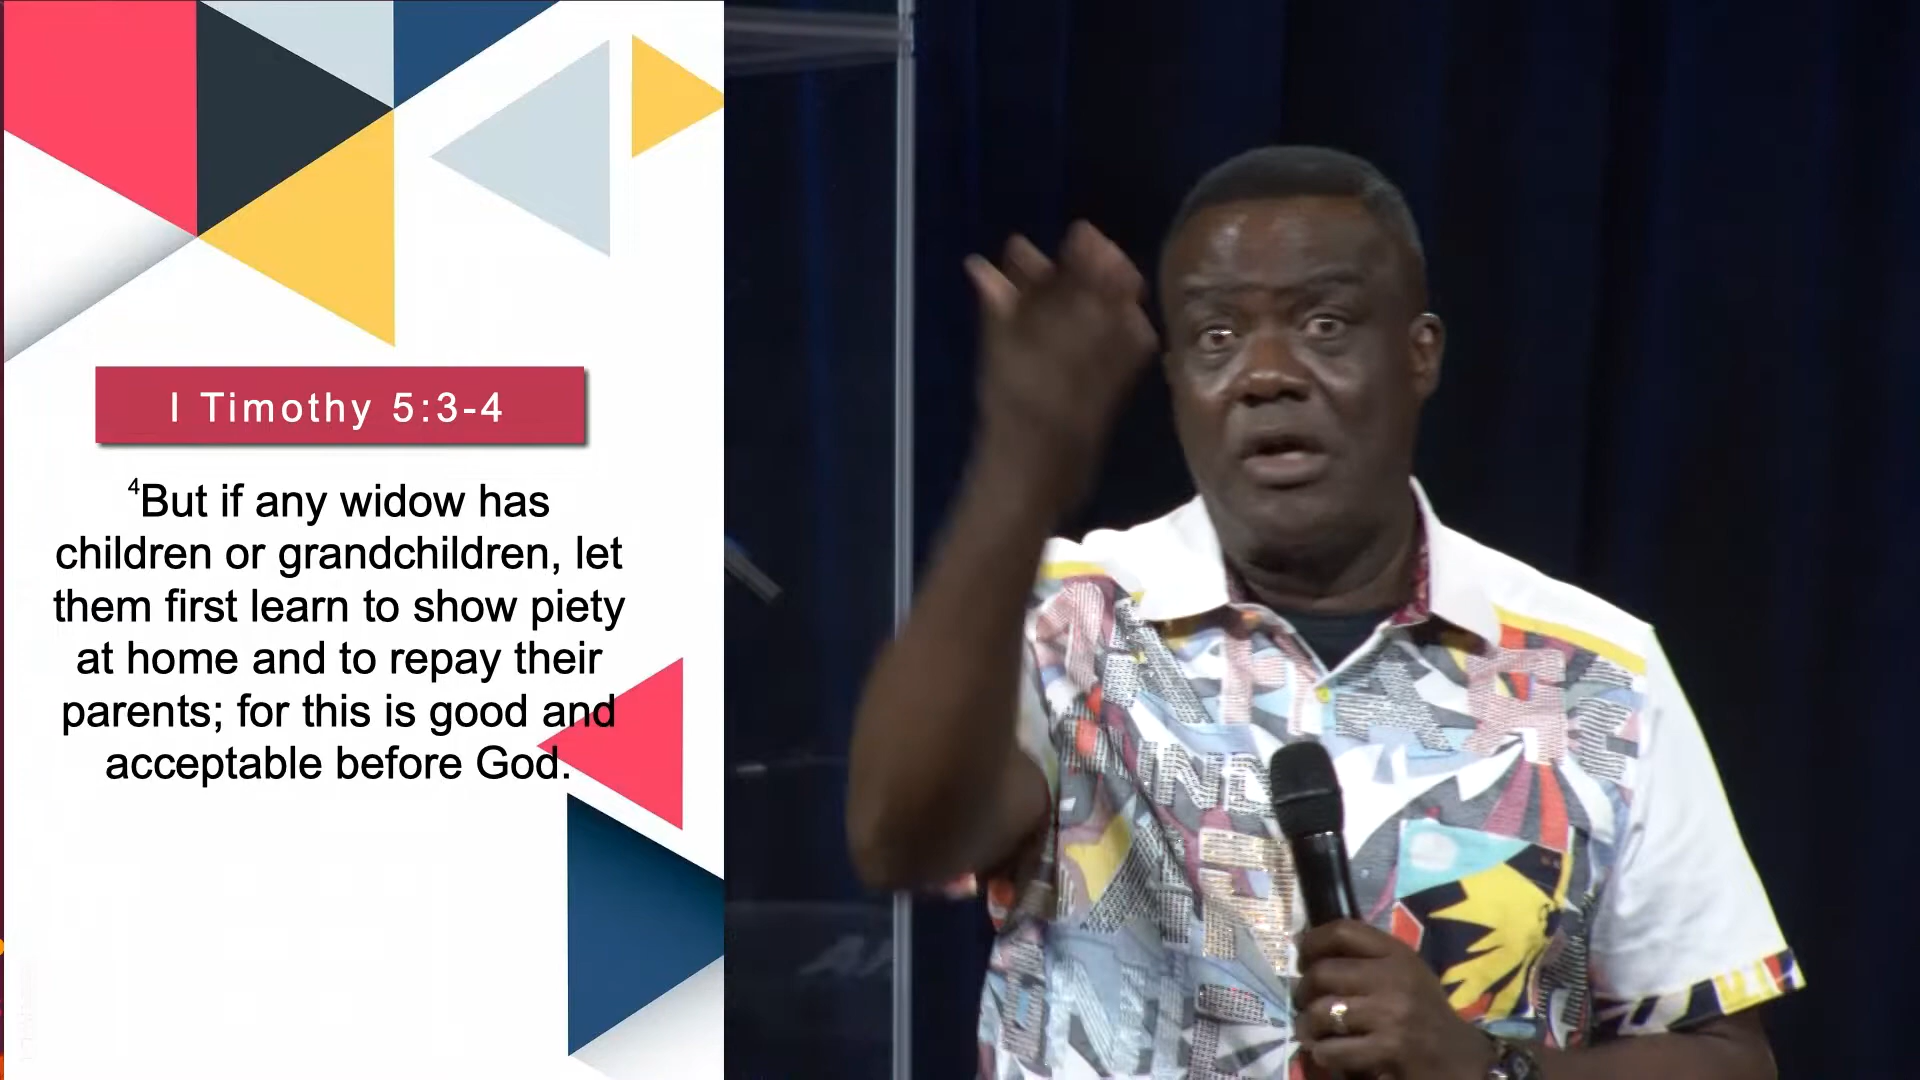 I Timothy 5:3-4
⁴But if any widow has
children or grandchildren, let
them first learn to show piety
at home and to repay their
parents; for this is good and
acceptable before God.